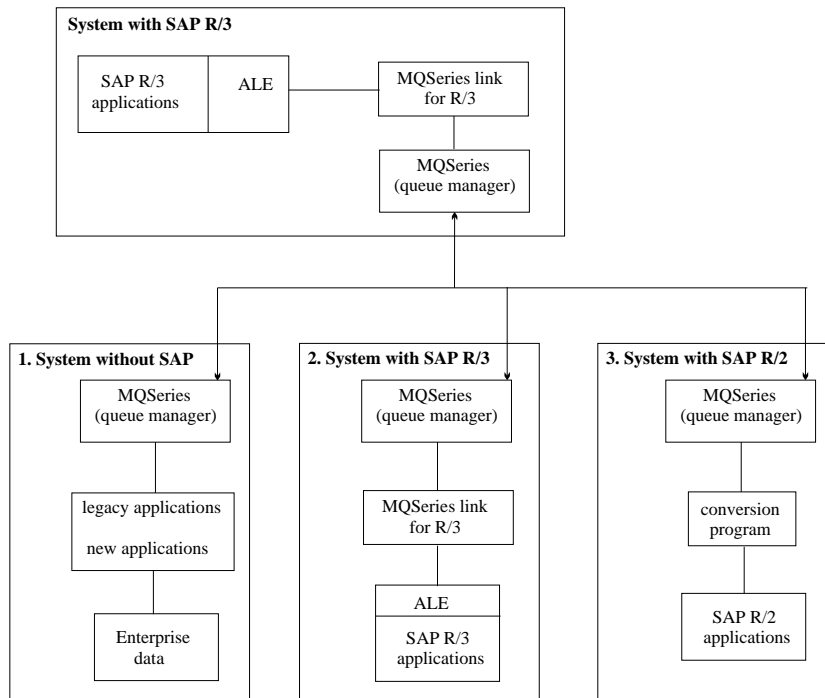 System with SAP R/3
SAP R/3
applications
ALE
MQSeries link
for R/3
MQSeries
(queue manager)
1. System without SAP
MQSeries
(queue manager)
legacy applications
new applications
Enterprise
data
2. System with SAP R/3
MQSeries
(queue manager)
MQSeries link
for R/3
ALE
SAP R/3
applications
3. System with SAP R/2
MQSeries
(queue manager)
conversion
program
SAP R/2
applications